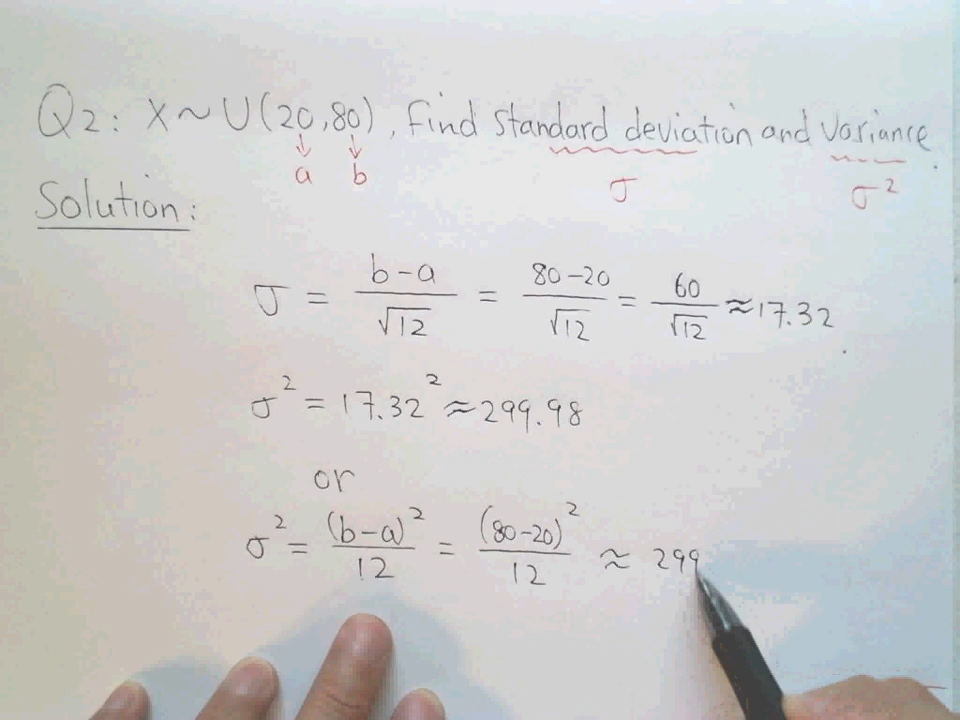 Q2: X ~ U(20,80), Find Standard deviation and Variance.
↓ ↓
a b σ σ²
Solution:
σ = (b-a)/√12 = (80-20)/√12 = 60/√12 ≈ 17.32
σ² = 17.32² ≈ 299.98
or
σ² = (b-a)²/12 = (80-20)²/12 ≈ 299